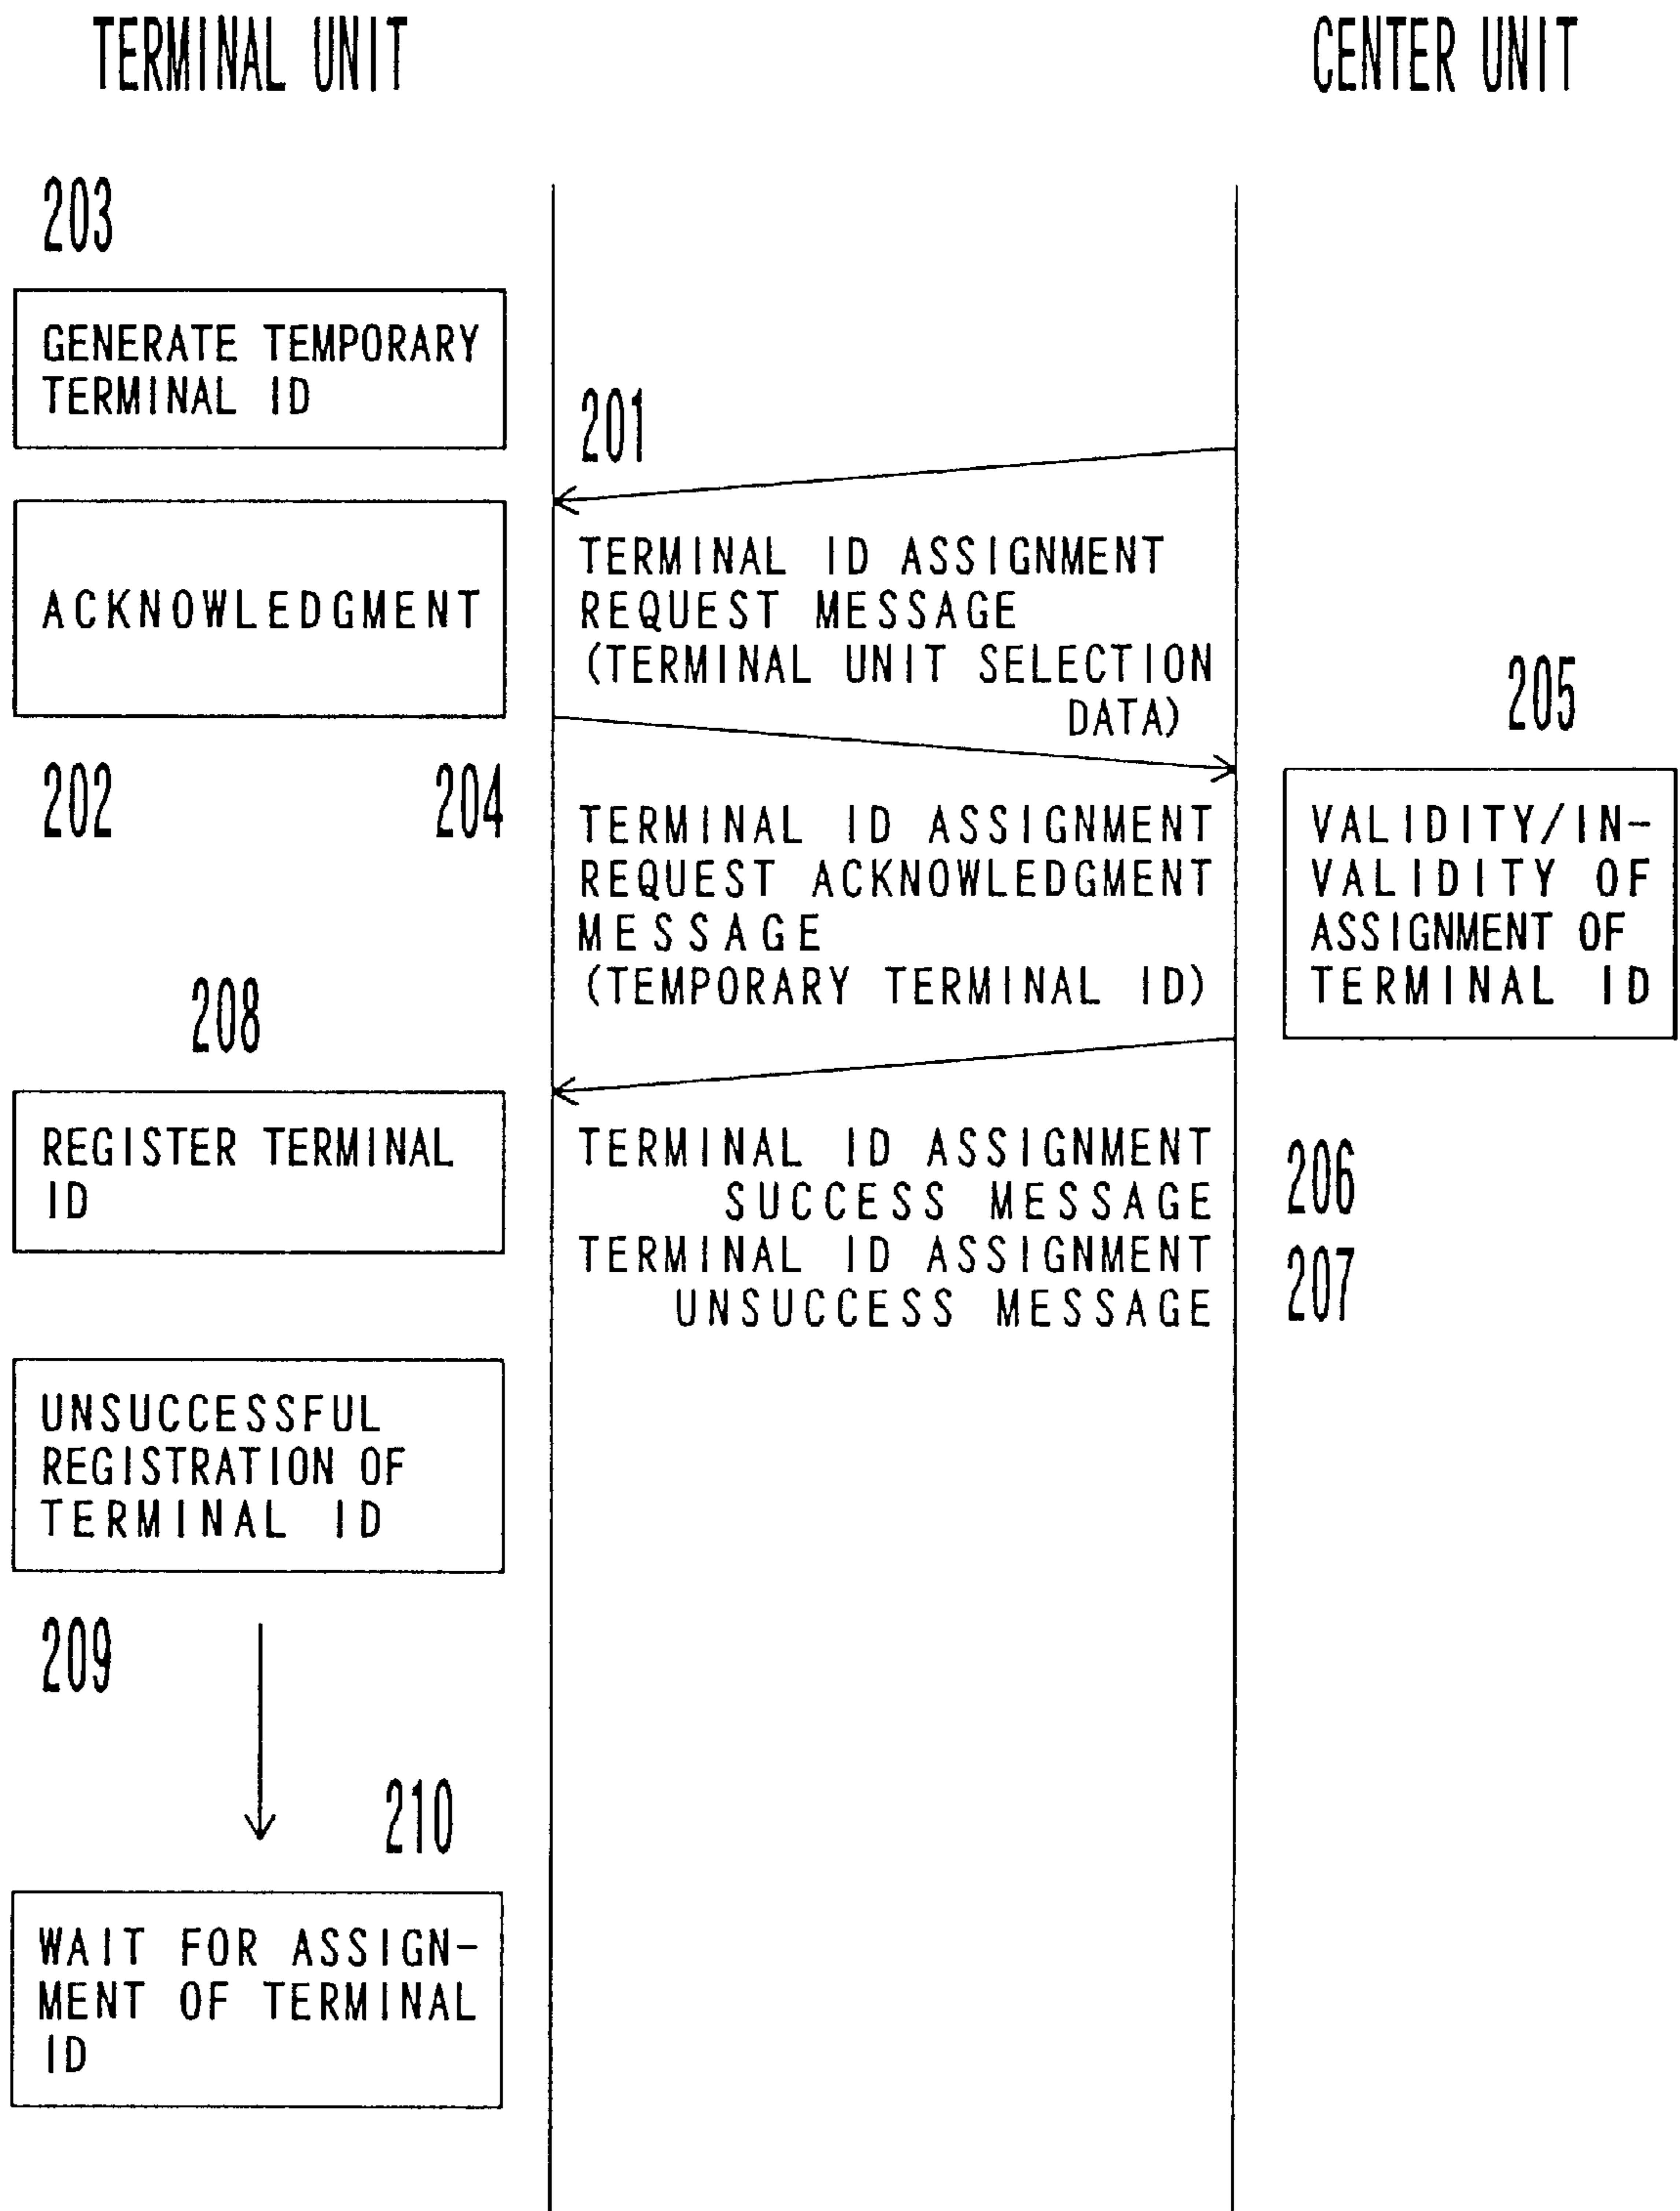 TERMINAL UNIT
CENTER UNIT
203
GENERATE TEMPORARY
TERMINAL ID
201
ACKNOWLEDGMENT
TERMINAL ID ASSIGNMENT
REQUEST MESSAGE
(TERMINAL UNIT SELECTION
DATA)
205
202
204
TERMINAL ID ASSIGNMENT
REQUEST ACKNOWLEDGMENT
MESSAGE
(TEMPORARY TERMINAL ID)
VALIDITY/IN-
VALIDITY OF
ASSIGNMENT OF
TERMINAL ID
208
REGISTER TERMINAL
ID
TERMINAL ID ASSIGNMENT
SUCCESS MESSAGE
TERMINAL ID ASSIGNMENT
UNSUCCESS MESSAGE
206
207
UNSUCCESSFUL
REGISTRATION OF
TERMINAL ID
209
210
WAIT FOR ASSIGN-
MENT OF TERMINAL
ID